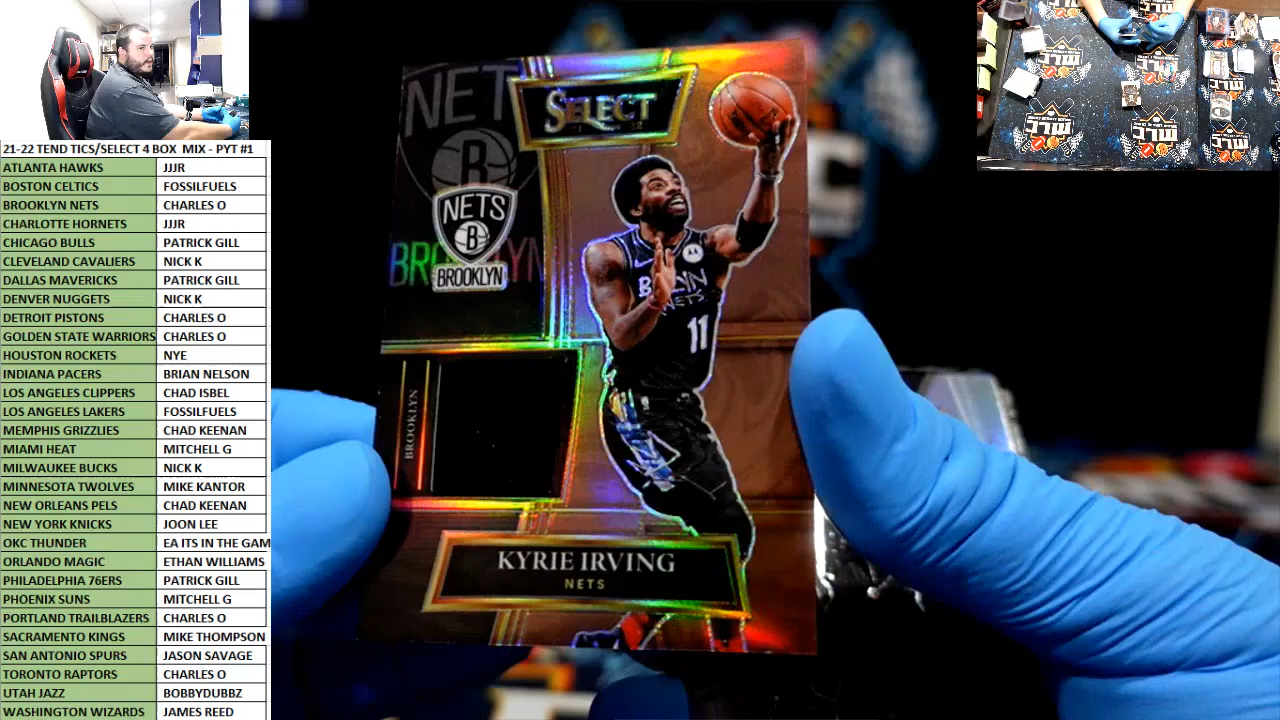 21-22 TEND TICS/SELECT 4 BOX MIX - PYT #1
ATLANTA HAWKS JJJR
BOSTON CELTICS FOSSILFUELS
BROOKLYN NETS CHARLES O
CHARLOTTE HORNETS JJJR
CHICAGO BULLS PATRICK GILL
CLEVELAND CAVALIERS NICK K
DALLAS MAVERICKS PATRICK GILL
DENVER NUGGETS NICK K
DETROIT PISTONS CHARLES O
GOLDEN STATE WARRIORS CHARLES O
HOUSTON ROCKETS NYE
INDIANA PACERS BRIAN NELSON
LOS ANGELES CLIPPERS CHAD ISBEL
LOS ANGELES LAKERS FOSSILFUELS
MEMPHIS GRIZZLIES CHAD KEENAN
MIAMI HEAT MITCHELL G
MILWAUKEE BUCKS NICK K
MINNESOTA TWOLVES MIKE KANTOR
NEW ORLEANS PELS CHAD KEENAN
NEW YORK KNICKS JOON LEE
OKC THUNDER EA ITS IN THE GAM
ORLANDO MAGIC ETHAN WILLIAMS
PHILADELPHIA 76ERS PATRICK GILL
PHOENIX SUNS MITCHELL G
PORTLAND TRAILBLAZERS CHARLES O
SACRAMENTO KINGS MIKE THOMPSON
SAN ANTONIO SPURS JASON SAVAGE
TORONTO RAPTORS CHARLES O
UTAH JAZZ BOBBYDUBBZ
WASHINGTON WIZARDS JAMES REED
NET
B
SELECT
NETS
B
BROOKLYN
BROOKLYN
11
KYRIE IRVING
NETS